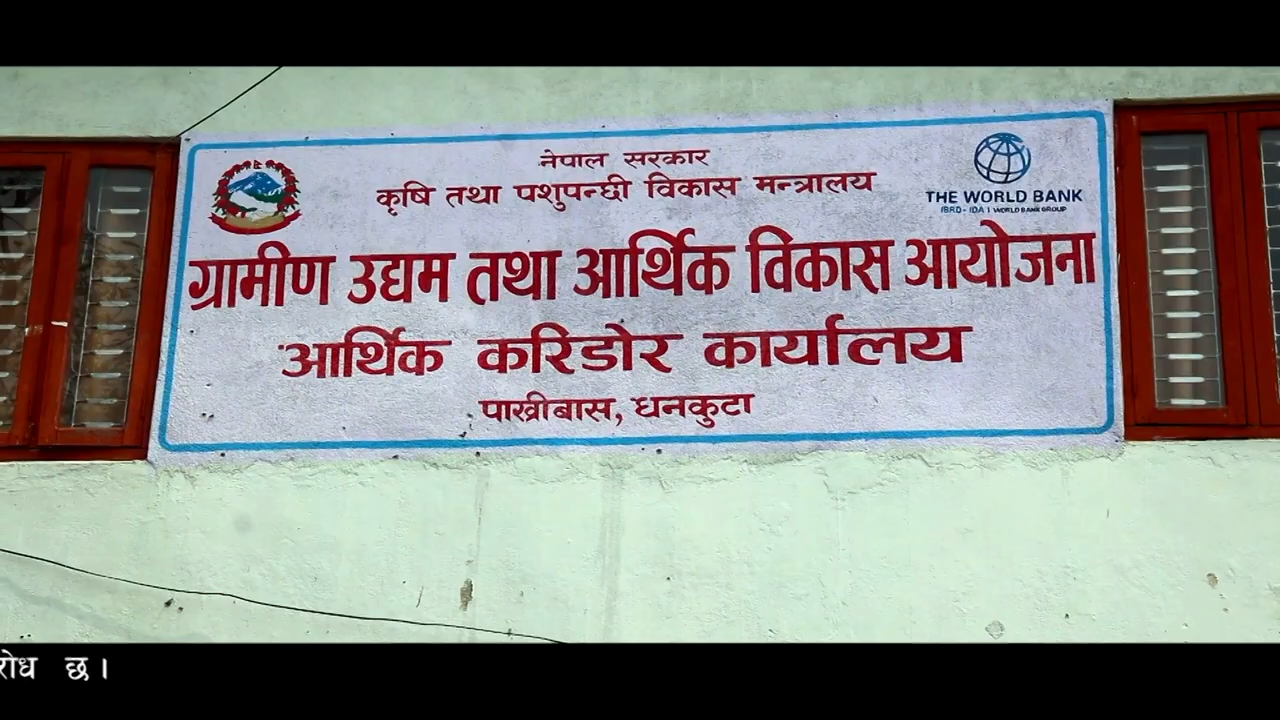 नेपाल सरकार
कृषि तथा पशुपन्छी विकास मन्त्रालय
THE WORLD BANK
IBRD - IDA | WORLD BANK GROUP
ग्रामीण उद्यम तथा आर्थिक विकास आयोजना
आर्थिक करिडोर कार्यालय
पाख्रीबास, धनकुटा
रोध छ।